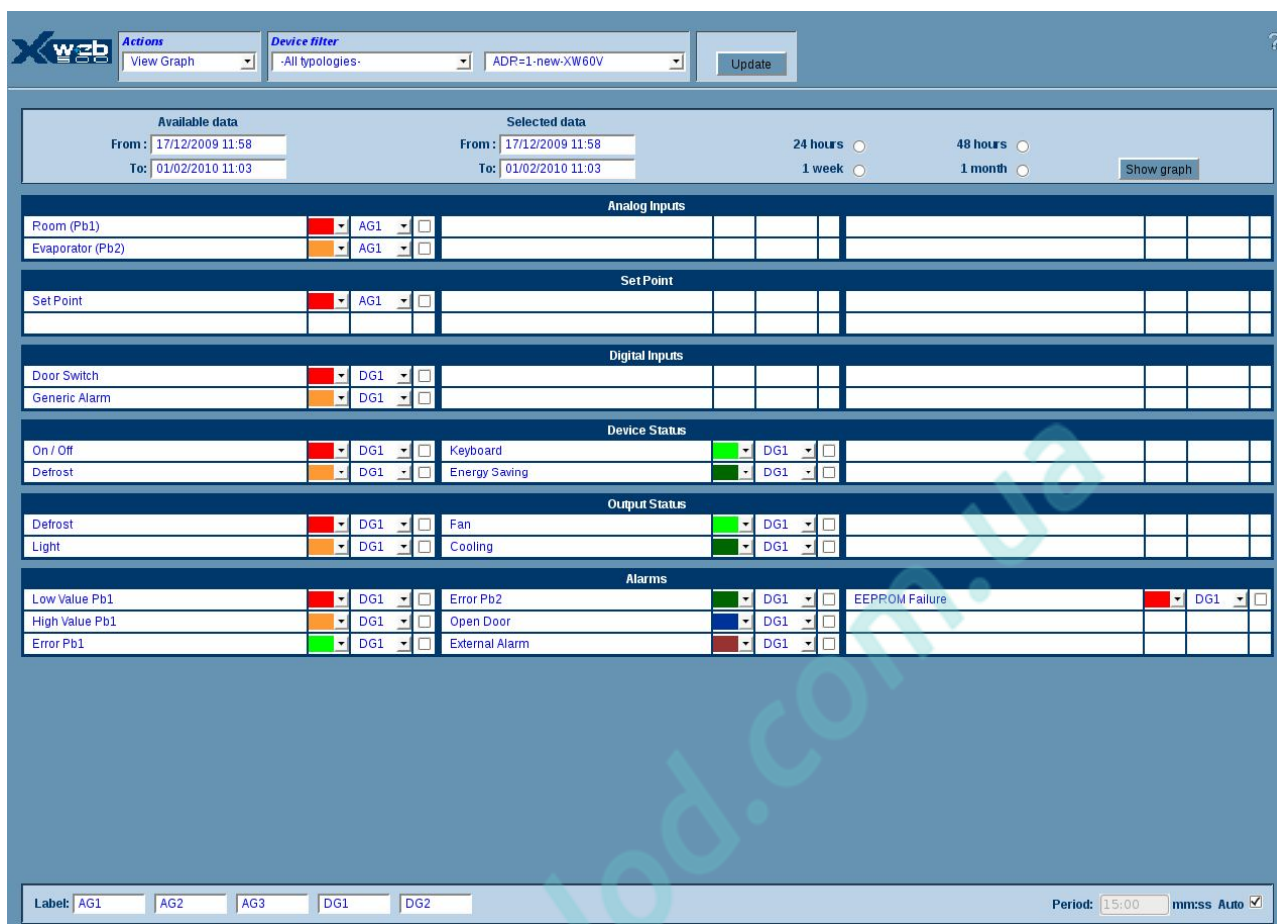 Xweb
Actions
View Graph
Device filter
-All typologies-
ADR=1-new-XW60V
Update
?
Available data
From : 17/12/2009 11:58
To: 01/02/2010 11:03
Selected data
From : 17/12/2009 11:58
To: 01/02/2010 11:03
24 hours
48 hours
1 week
1 month
Show graph
Analog Inputs
Room (Pb1) AG1
Evaporator (Pb2) AG1
Set Point
Set Point AG1
Digital Inputs
Door Switch DG1
Generic Alarm DG1
Device Status
On / Off DG1 Keyboard DG1
Defrost DG1 Energy Saving DG1
Output Status
Defrost DG1 Fan DG1
Light DG1 Cooling DG1
Alarms
Low Value Pb1 DG1 Error Pb2 DG1 EEPROM Failure DG1
High Value Pb1 DG1 Open Door DG1
Error Pb1 DG1 External Alarm DG1
Label: AG1 AG2 AG3 DG1 DG2 Period: 15:00 mm:ss Auto
lod.com.ua